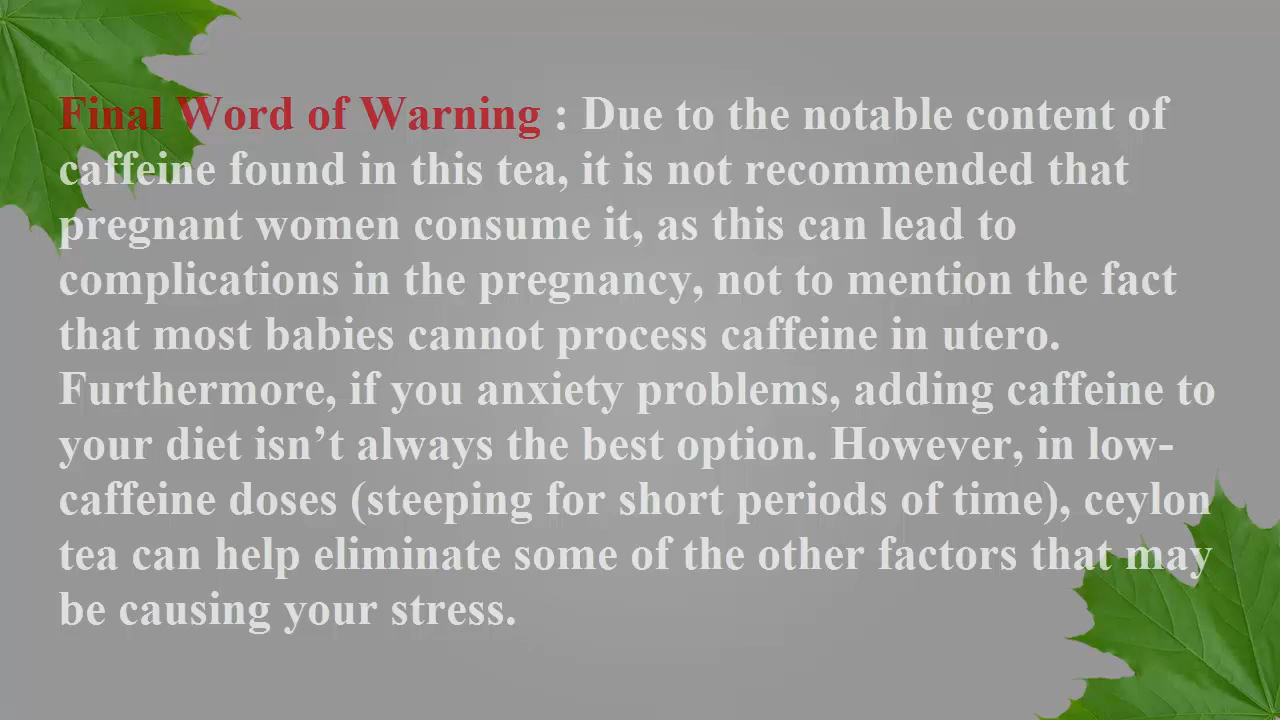 Final Word of Warning : Due to the notable content of
caffeine found in this tea, it is not recommended that
pregnant women consume it, as this can lead to
complications in the pregnancy, not to mention the fact
that most babies cannot process caffeine in utero.
Furthermore, if you anxiety problems, adding caffeine to
your diet isn’t always the best option. However, in low-
caffeine doses (steeping for short periods of time), ceylon
tea can help eliminate some of the other factors that may
be causing your stress.